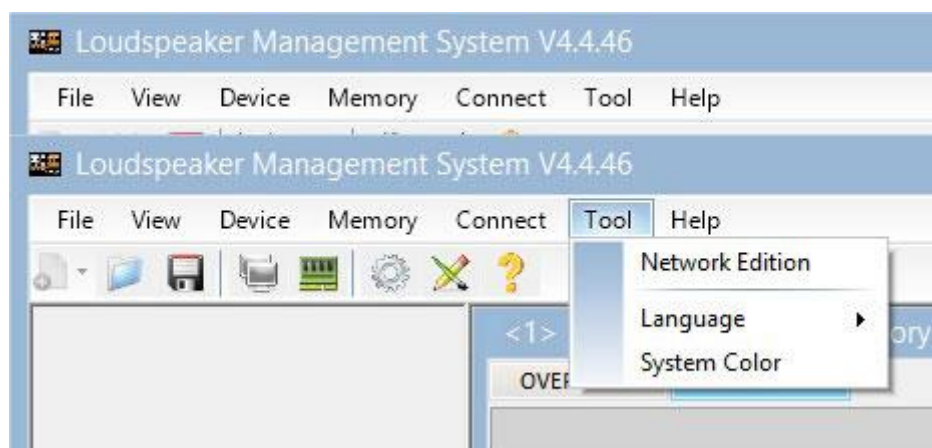 Loudspeaker Management System V4.4.46
File View Device Memory Connect Tool Help
Loudspeaker Management System V4.4.46
File View Device Memory Connect Tool Help
Network Edition
Language
System Color
<1>